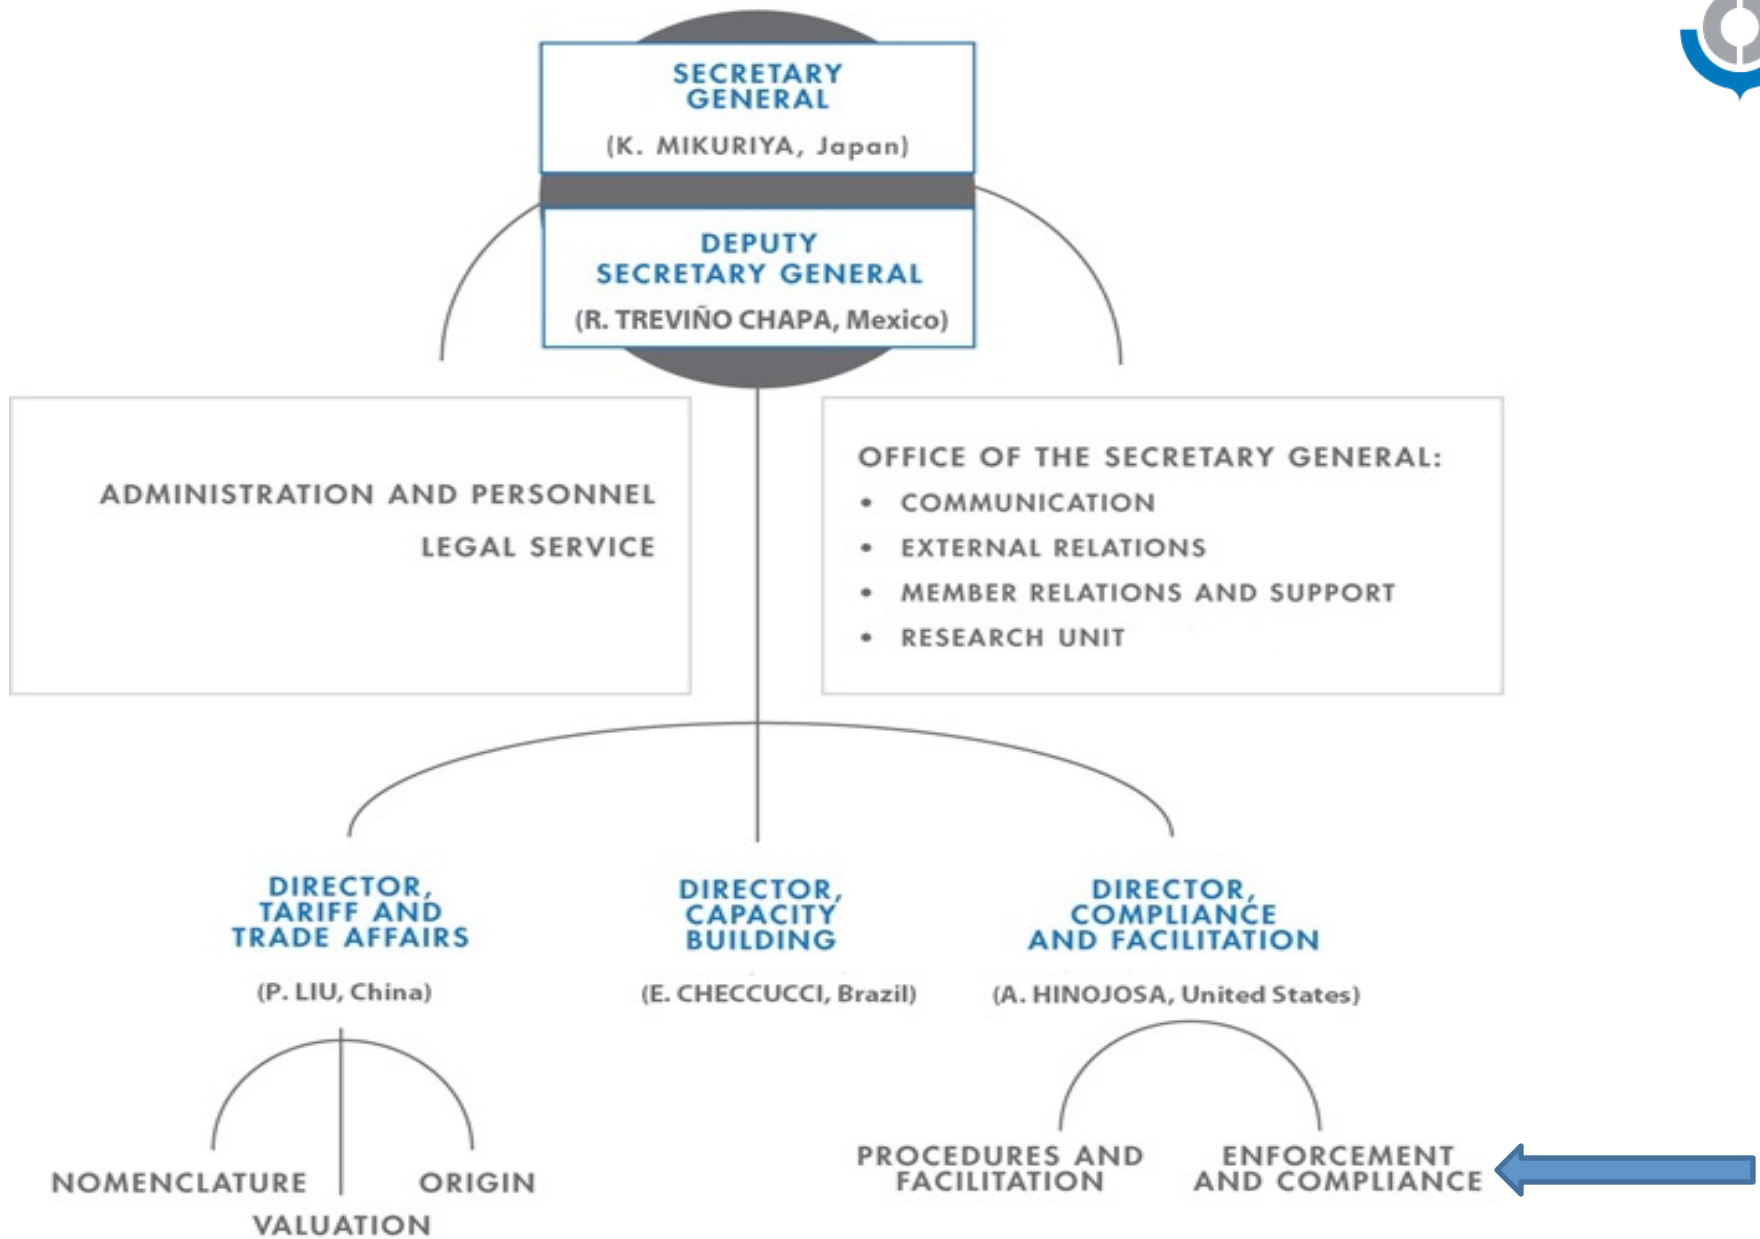 SECRETARY
GENERAL
(K. MIKURIYA, Japan)
DEPUTY
SECRETARY GENERAL
(R. TREVIÑO CHAPA, Mexico)
ADMINISTRATION AND PERSONNEL
LEGAL SERVICE
OFFICE OF THE SECRETARY GENERAL:
• COMMUNICATION
• EXTERNAL RELATIONS
• MEMBER RELATIONS AND SUPPORT
• RESEARCH UNIT
DIRECTOR,
TARIFF AND
TRADE AFFAIRS
(P. LIU, China)
DIRECTOR,
CAPACITY
BUILDING
(E. CHECCUCCI, Brazil)
DIRECTOR,
COMPLIANCE
AND FACILITATION
(A. HINOJOSA, United States)
NOMENCLATURE
VALUATION
ORIGIN
PROCEDURES AND
FACILITATION
ENFORCEMENT
AND COMPLIANCE